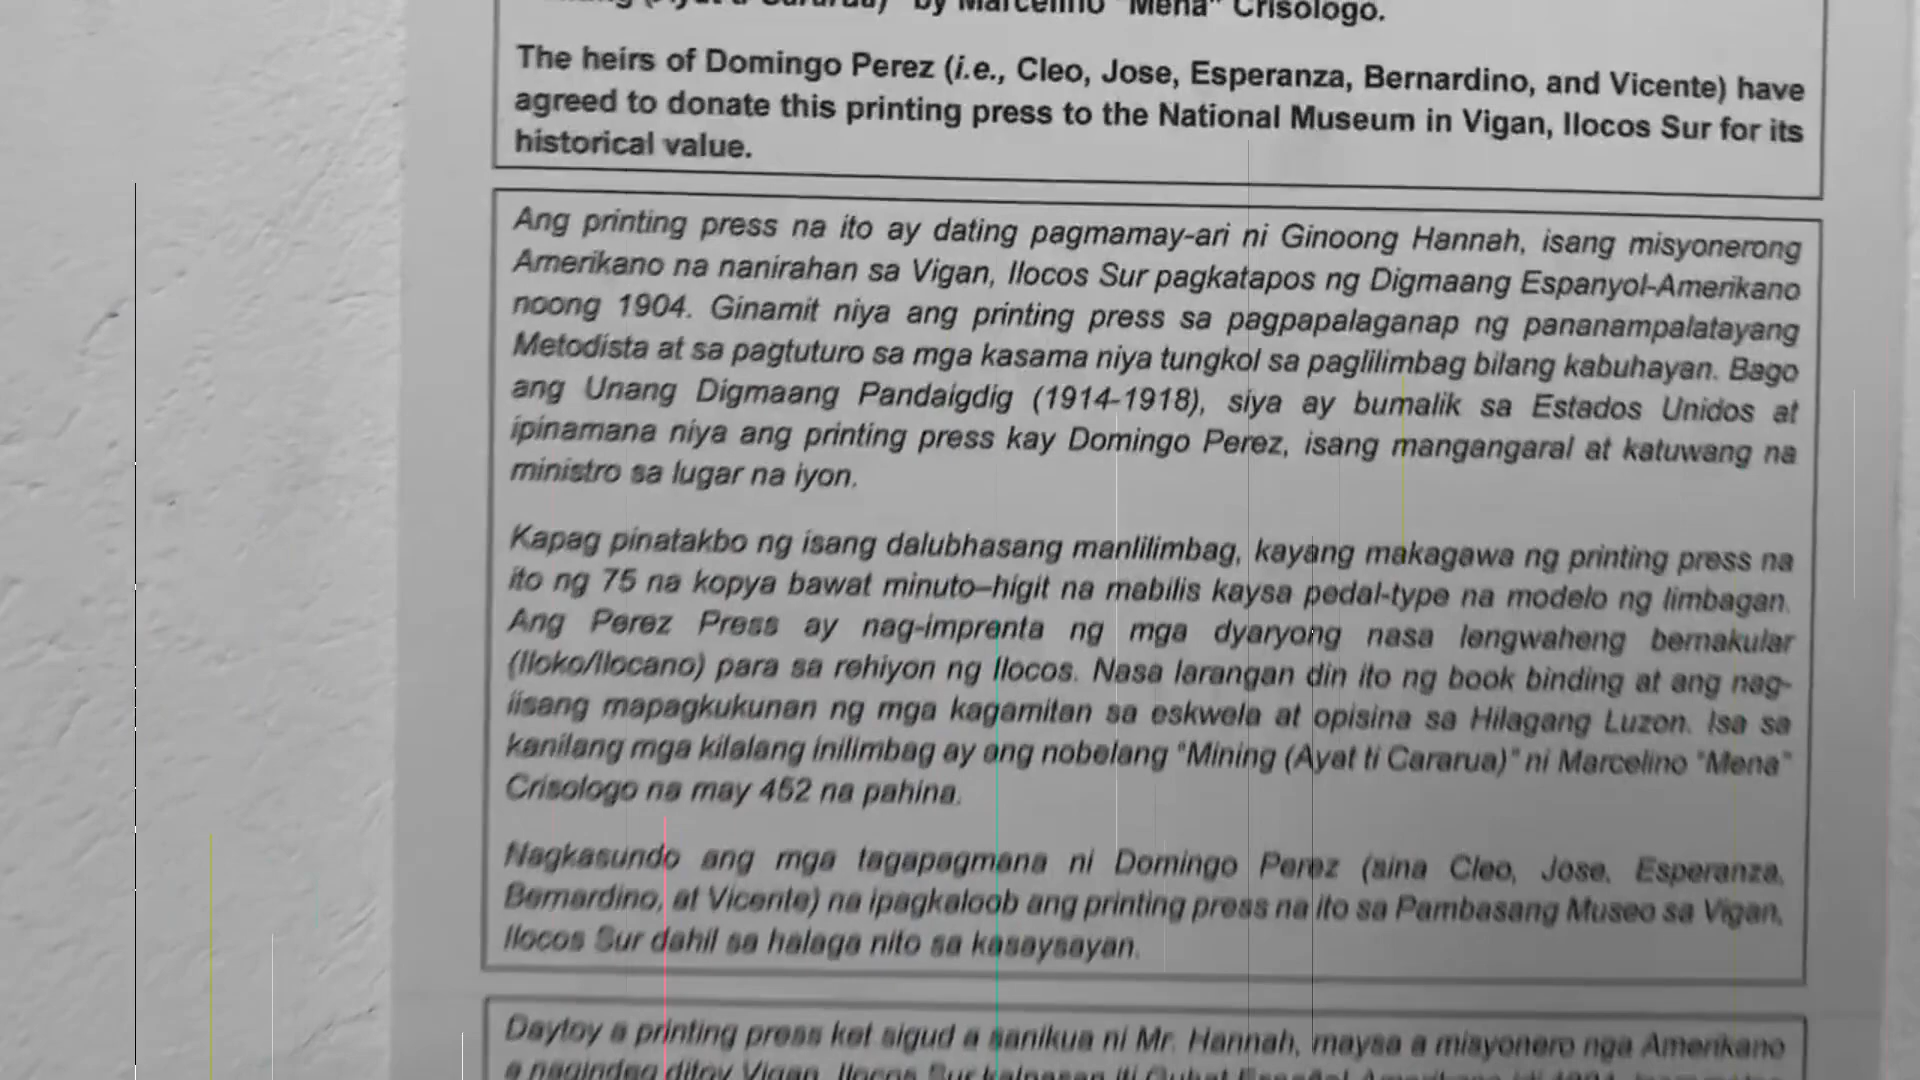 by Marcelino "Mena" Crisologo.
The heirs of Domingo Perez (i.e., Cleo, Jose, Esperanza, Bernardino, and Vicente) have
agreed to donate this printing press to the National Museum in Vigan, Ilocos Sur for its
historical value.
Ang printing press na ito ay dating pagmamay-ari ni Ginoong Hannah, isang misyonerong
Amerikano na nanirahan sa Vigan, Ilocos Sur pagkatapos ng Digmaang Espanyol-Amerikano
noong 1904. Ginamit niya ang printing press sa pagpapalaganap ng pananampalatayang
Metodista at sa pagtuturo sa mga kasama niya tungkol sa paglilimbag bilang kabuhayan. Bago
ang Unang Digmaang Pandaigdig (1914-1918), siya ay bumalik sa Estados Unidos at
ipinamana niya ang printing press kay Domingo Perez, isang mangangaral at katuwang na
ministro sa lugar na iyon.
Kapag pinatakbo ng isang dalubhasang manlilimbag, kayang makagawa ng printing press na
ito ng 75 na kopya bawat minuto–higit na mabilis kaysa pedal-type na modelo ng limbagan.
Ang Perez Press ay nag-imprenta ng mga dyaryong nasa lengwaheng bernakular
(Iloko/Ilocano) para sa rehiyon ng Ilocos. Nasa larangan din ito ng book binding at ang nag-
iisang mapagkukunan ng mga kagamitan sa eskwela at opisina sa Hilagang Luzon. Isa sa
kanilang mga kilalang inilimbag ay ang nobelang "Mining (Ayat ti Cararua)" ni Marcelino "Mena"
Crisologo na may 452 na pahina.
Nagkasundo ang mga tagapagmana ni Domingo Perez (sina Cleo, Jose, Esperanza,
Bernardino, at Vicente) na ipagkaloob ang printing press na ito sa Pambasang Museo sa Vigan,
Ilocos Sur dahil sa halaga nito sa kasaysayan.
Daytoy a printing press ket sigud a sanikua ni Mr. Hannah, maysa a misyonero nga Amerikano